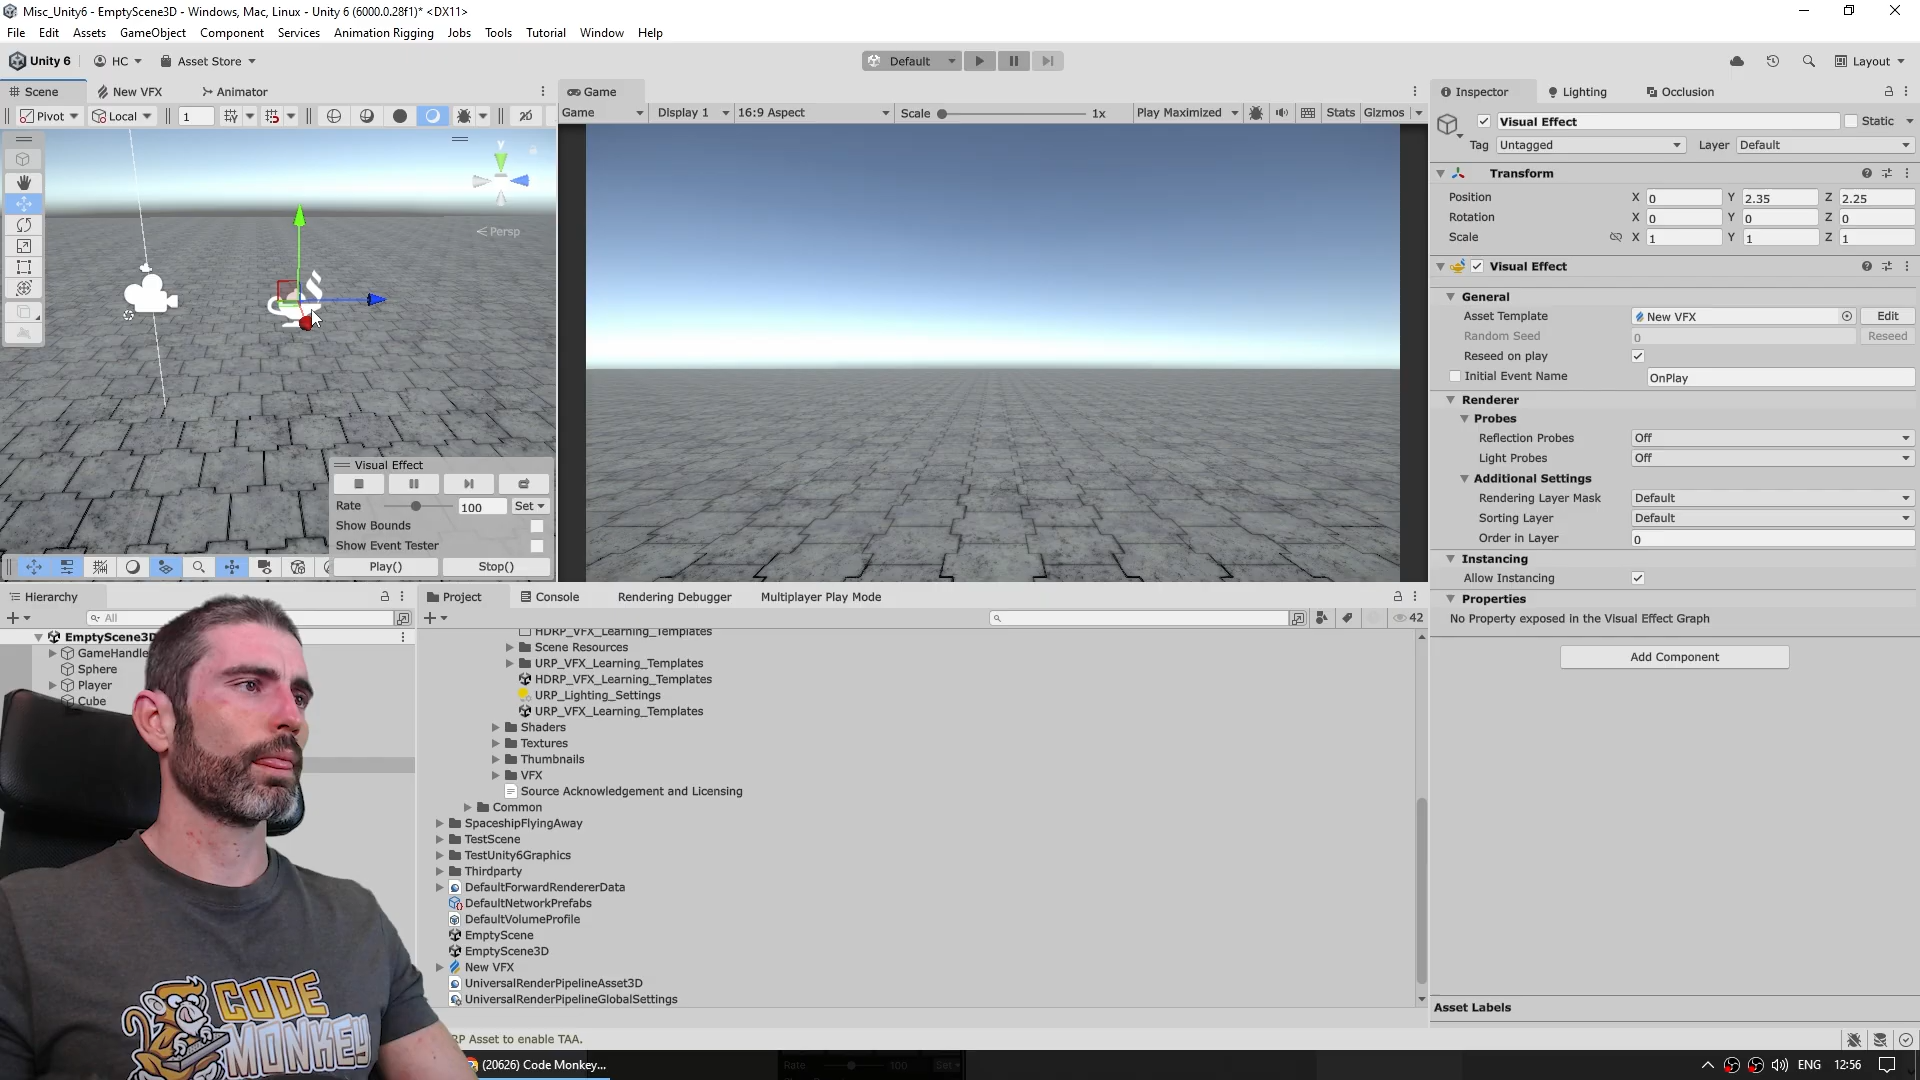 Misc_Unity6 - EmptyScene3D - Windows, Mac, Linux - Unity 6 (6000.0.28f1)* <DX11>
File Edit Assets GameObject Component Services Animation Rigging Jobs Tools Tutorial Window Help
Unity 6 HC Asset Store Default Layout
Scene New VFX Animator
Pivot Local 1 2D
y
Persp
Visual Effect
Rate 100 Set
Show Bounds
Show Event Tester
Play() Stop()
Game
Game Display 1 16:9 Aspect Scale 1x Play Maximized Stats Gizmos
Inspector Lighting Occlusion
Visual Effect Static
Tag Untagged Layer Default
Transform
Position X 0 Y 2.35 Z 2.25
Rotation X 0 Y 0 Z 0
Scale X 1 Y 1 Z 1
Visual Effect
General
Asset Template New VFX Edit
Random Seed 0 Reseed
Reseed on play
Initial Event Name OnPlay
Renderer
Probes
Reflection Probes Off
Light Probes Off
Additional Settings
Rendering Layer Mask Default
Sorting Layer Default
Order in Layer 0
Instancing
Allow Instancing
Properties
No Property exposed in the Visual Effect Graph
Add Component
Asset Labels
Hierarchy
All
EmptyScene3D
GameHandle
Sphere
Player
Cube
Project Console Rendering Debugger Multiplayer Play Mode
42
HDRP_VFX_Learning_Templates
Scene Resources
URP_VFX_Learning_Templates
HDRP_VFX_Learning_Templates
URP_Lighting_Settings
URP_VFX_Learning_Templates
Shaders
Textures
Thumbnails
VFX
Source Acknowledgement and Licensing
Common
SpaceshipFlyingAway
TestScene
TestUnity6Graphics
Thirdparty
DefaultForwardRendererData
DefaultNetworkPrefabs
DefaultVolumeProfile
EmptyScene
EmptyScene3D
New VFX
UniversalRenderPipelineAsset3D
UniversalRenderPipelineGlobalSettings
RP Asset to enable TAA.
CODE
MONKEY
(20626) Code Monkey...
Rate 100 Set
ENG 12:56